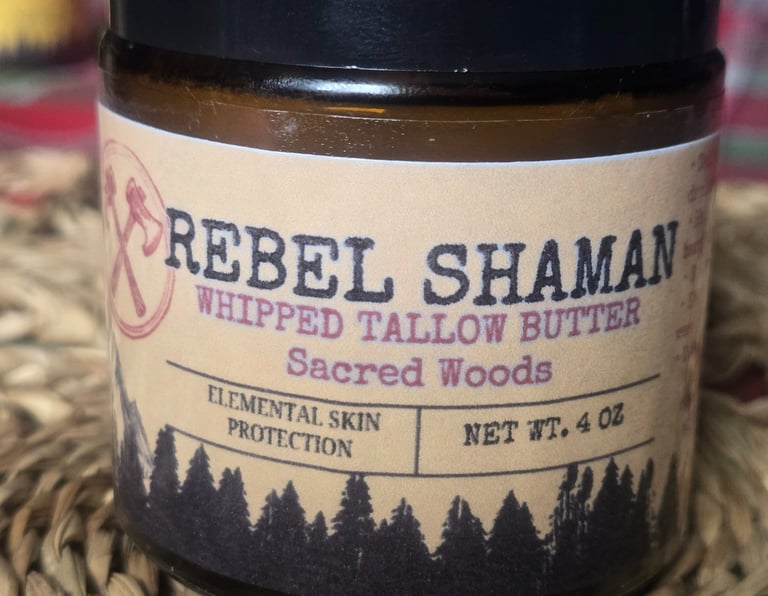 REBEL SHAMAN
WHIPPED TALLOW BUTTER
Sacred Woods
ELEMENTAL SKIN
PROTECTION
NET WT. 4 OZ